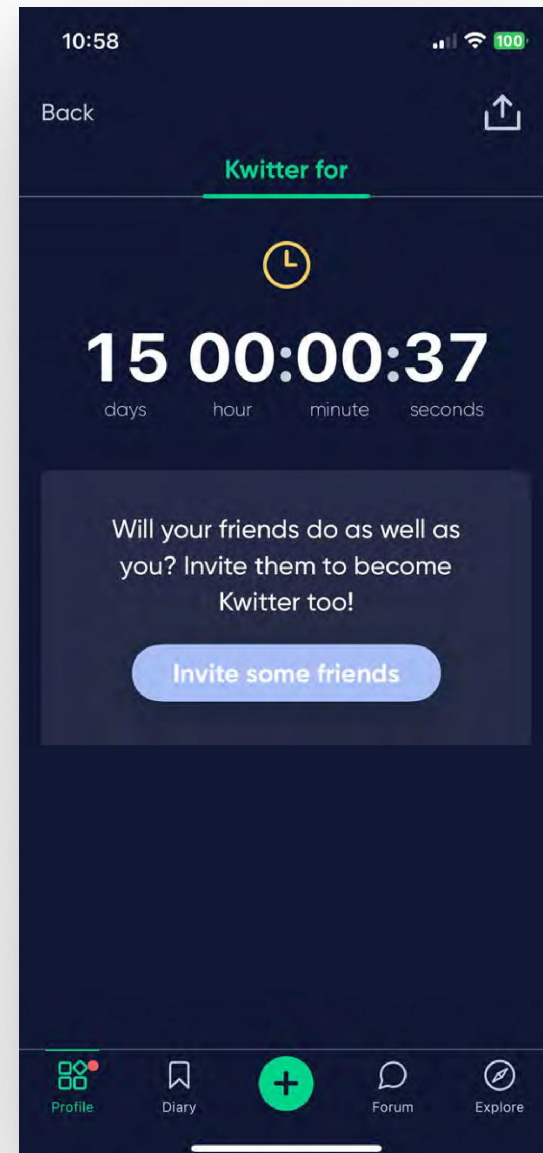 10:58
100
Back
Kwitter for
15 00:00:37
days hour minute seconds
Will your friends do as well as
you? Invite them to become
Kwitter too!
Invite some friends
Profile Diary Forum Explore